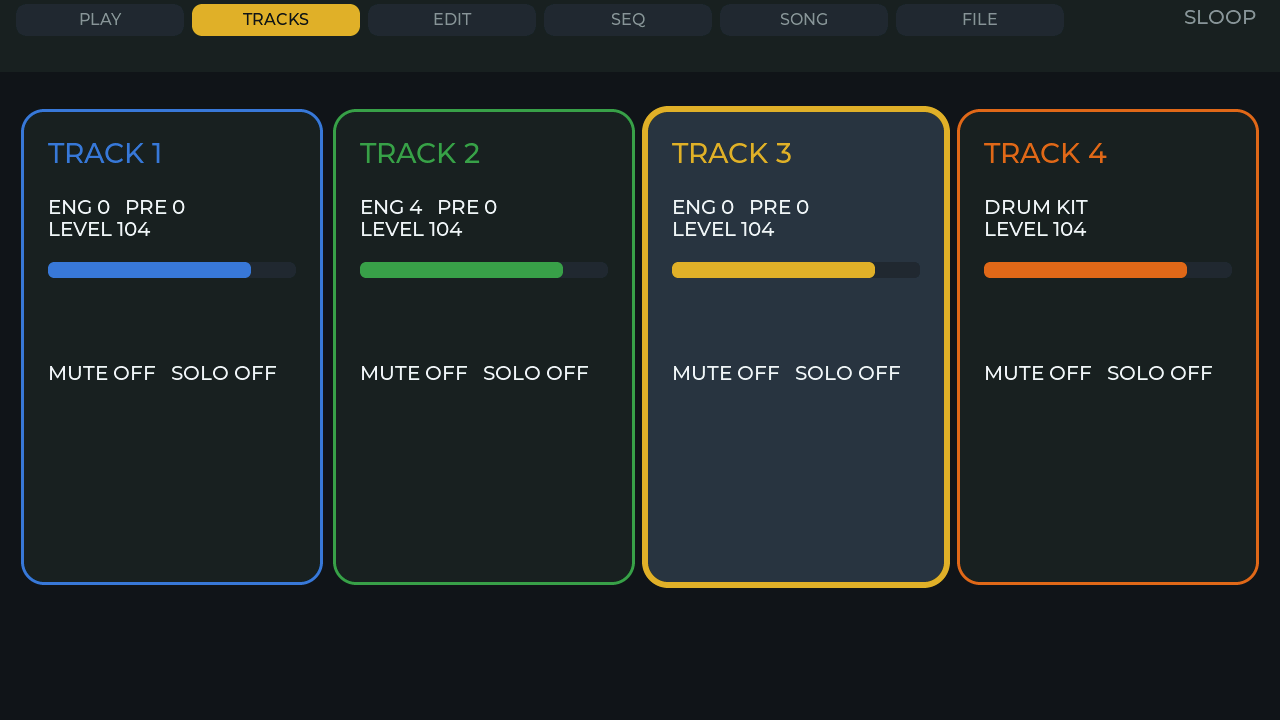 PLAY
TRACKS
EDIT
SEQ
SONG
FILE
SLOOP
TRACK 1
ENG 0 PRE 0
LEVEL 104
MUTE OFF SOLO OFF
TRACK 2
ENG 4 PRE 0
LEVEL 104
MUTE OFF SOLO OFF
TRACK 3
ENG 0 PRE 0
LEVEL 104
MUTE OFF SOLO OFF
TRACK 4
DRUM KIT
LEVEL 104
MUTE OFF SOLO OFF